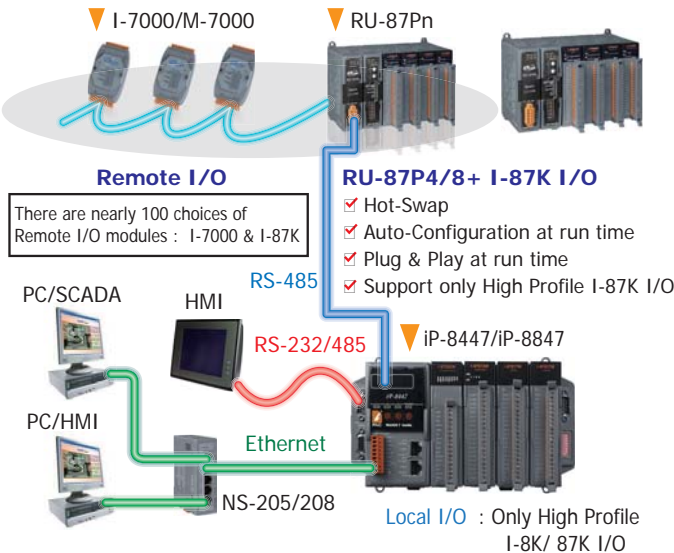 I-7000/M-7000
RU-87Pn
Remote I/O
There are nearly 100 choices of
Remote I/O modules : I-7000 & I-87K
RU-87P4/8+ I-87K I/O
Hot-Swap
Auto-Configuration at run time
Plug & Play at run time
Support only High Profile I-87K I/O
RS-485
PC/SCADA
HMI
RS-232/485
iP-8447/iP-8847
iP-8447
PC/HMI
Ethernet
NS-205/208
Local I/O : Only High Profile
I-8K/ 87K I/O